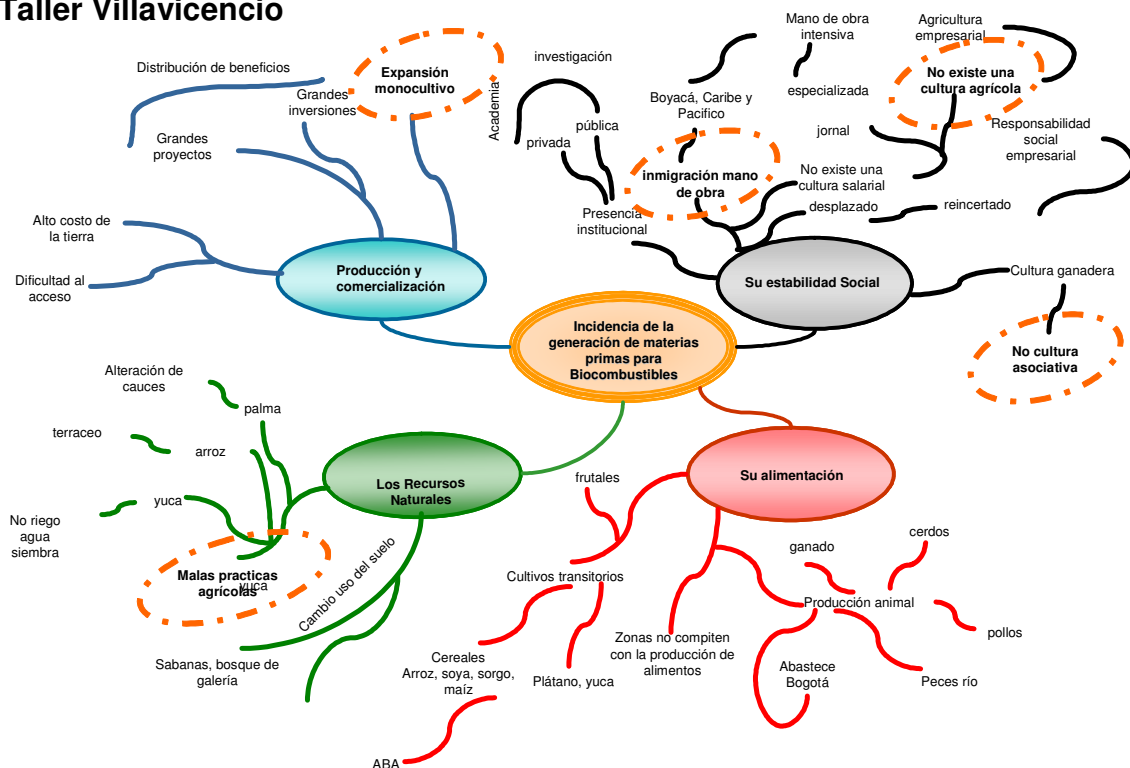 Taller Villavicencio
Distribución de beneficios
Expansión
monocultivo
Grandes
inversiones
Grandes
proyectos
Alto costo de
la tierra
Dificultad al
acceso
Producción y
comercialización
Academia
investigación
privada
pública
Presencia
institucional
Boyacá, Caribe y
Pacifico
inmigración mano
de obra
Mano de obra
intensiva
especializada
Agricultura
empresarial
No existe una
cultura agrícola
jornal
Responsabilidad
social
empresarial
No existe una
cultura salarial
desplazado
reincertado
Su estabilidad Social
Cultura ganadera
No cultura
asociativa
Incidencia de la
generación de materias
primas para
Biocombustibles
Alteración de
cauces
palma
terraceo
arroz
yuca
No riego
agua
siembra
Malas practicas
agrícolas
yuca
Los Recursos
Naturales
Cambio uso del suelo
Sabanas, bosque de
galería
Su alimentación
frutales
Cultivos transitorios
Cereales
Arroz, soya, sorgo,
maíz
ABA
Plátano, yuca
Zonas no compiten
con la producción de
alimentos
ganado
cerdos
Producción animal
pollos
Peces río
Abastece
Bogotá